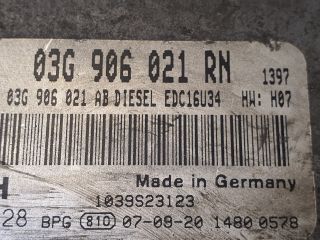 03G 906 021 RN 1397
03G 906 021 AB DIESEL EDC16U34 HW: H07
H Made in Germany
1039S23123
28 BPG (810) 07-09-20 1480 0578